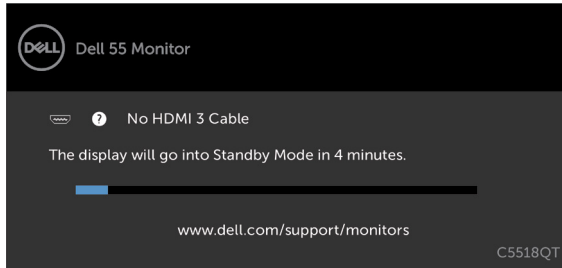 DELL Dell 55 Monitor
? No HDMI 3 Cable
The display will go into Standby Mode in 4 minutes.
www.dell.com/support/monitors
C5518QT